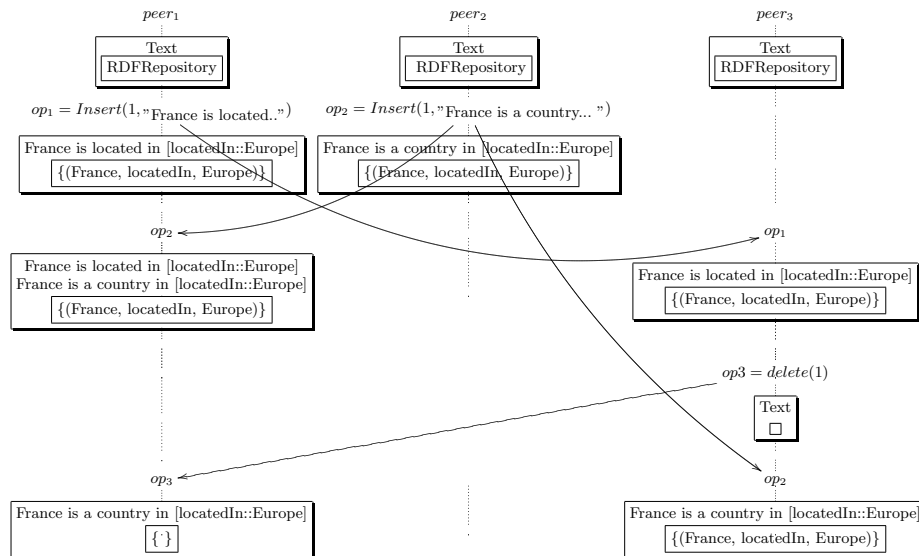 peer1
peer2
peer3
Text
RDFRepository
Text
RDFRepository
Text
RDFRepository
op1 = Insert(1,"France is located..")
op2 = Insert(1,"France is a country... ")
France is located in [locatedIn::Europe]
{(France, locatedIn, Europe)}
France is a country in [locatedIn::Europe]
{(France, locatedIn, Europe)}
op2
op1
France is located in [locatedIn::Europe]
France is a country in [locatedIn::Europe]
{(France, locatedIn, Europe)}
France is located in [locatedIn::Europe]
{(France, locatedIn, Europe)}
op3 = delete(1)
Text
op3
op2
France is a country in [locatedIn::Europe]
{ }
France is a country in [locatedIn::Europe]
{(France, locatedIn, Europe)}